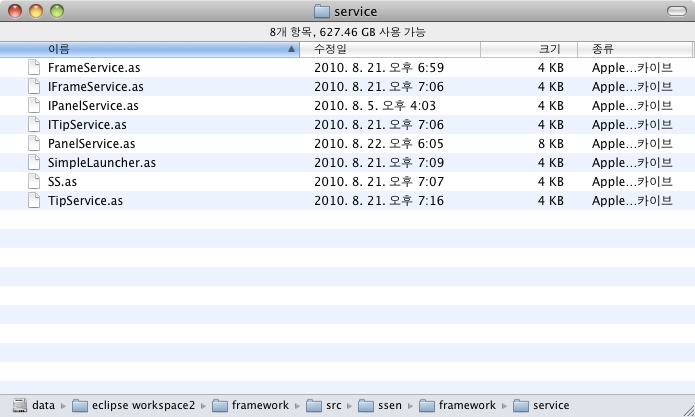 service
8개 항목, 627.46 GB 사용 가능
이름 수정일 크기 종류
FrameService.as 2010. 8. 21. 오후 6:59 4 KB Apple...카이브
IFrameService.as 2010. 8. 21. 오후 7:06 4 KB Apple...카이브
IPanelService.as 2010. 8. 5. 오후 4:03 4 KB Apple...카이브
ITipService.as 2010. 8. 21. 오후 7:06 4 KB Apple...카이브
PanelService.as 2010. 8. 22. 오후 6:05 8 KB Apple...카이브
SimpleLauncher.as 2010. 8. 21. 오후 7:09 4 KB Apple...카이브
SS.as 2010. 8. 21. 오후 7:07 4 KB Apple...카이브
TipService.as 2010. 8. 21. 오후 7:16 4 KB Apple...카이브
data ▸ eclipse workspace2 ▸ framework ▸ src ▸ ssen ▸ framework ▸ service